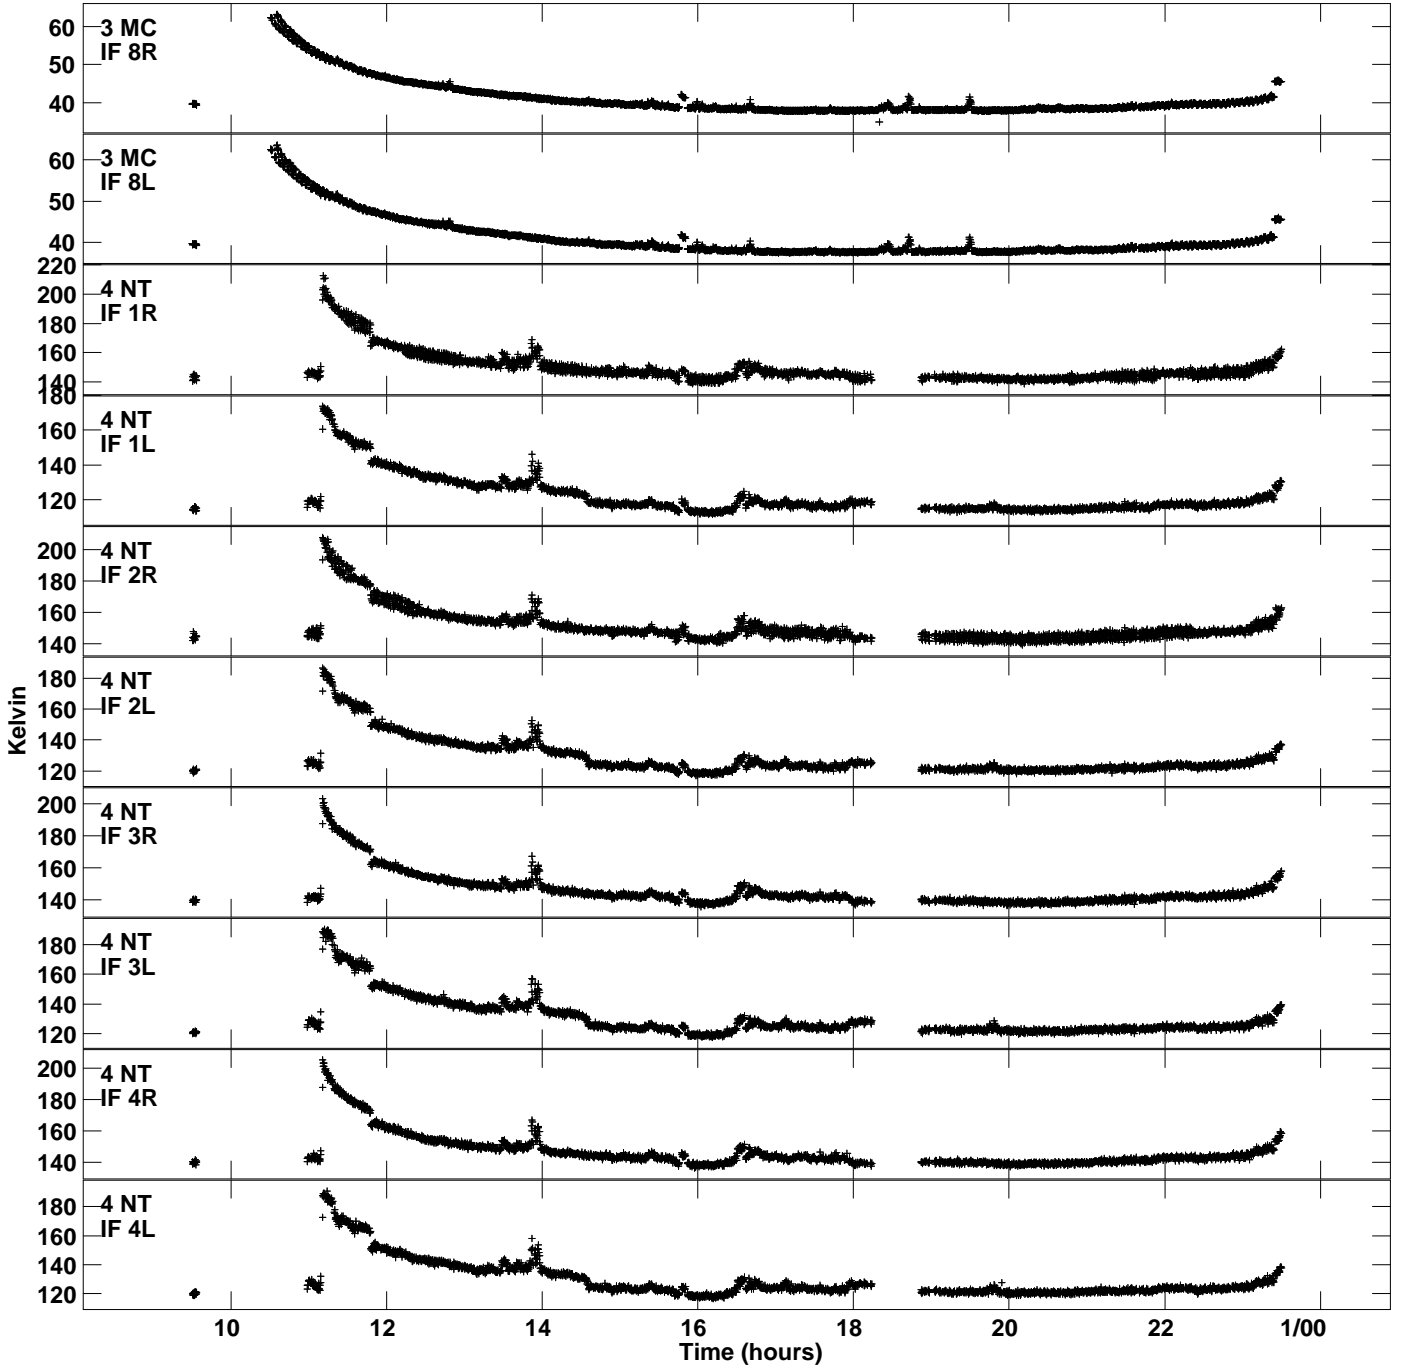 3 MC
IF 8R
60
50
40
3 MC
IF 8L
60
50
40
4 NT
IF 1R
220
200
180
160
140
4 NT
IF 1L
180
160
140
120
4 NT
IF 2R
200
180
160
140
4 NT
IF 2L
180
160
140
120
4 NT
IF 3R
200
180
160
140
4 NT
IF 3L
180
160
140
120
4 NT
IF 4R
200
180
160
140
4 NT
IF 4L
180
160
140
120
Kelvin
10 12 14 16 18 20 22 1/00
Time (hours)